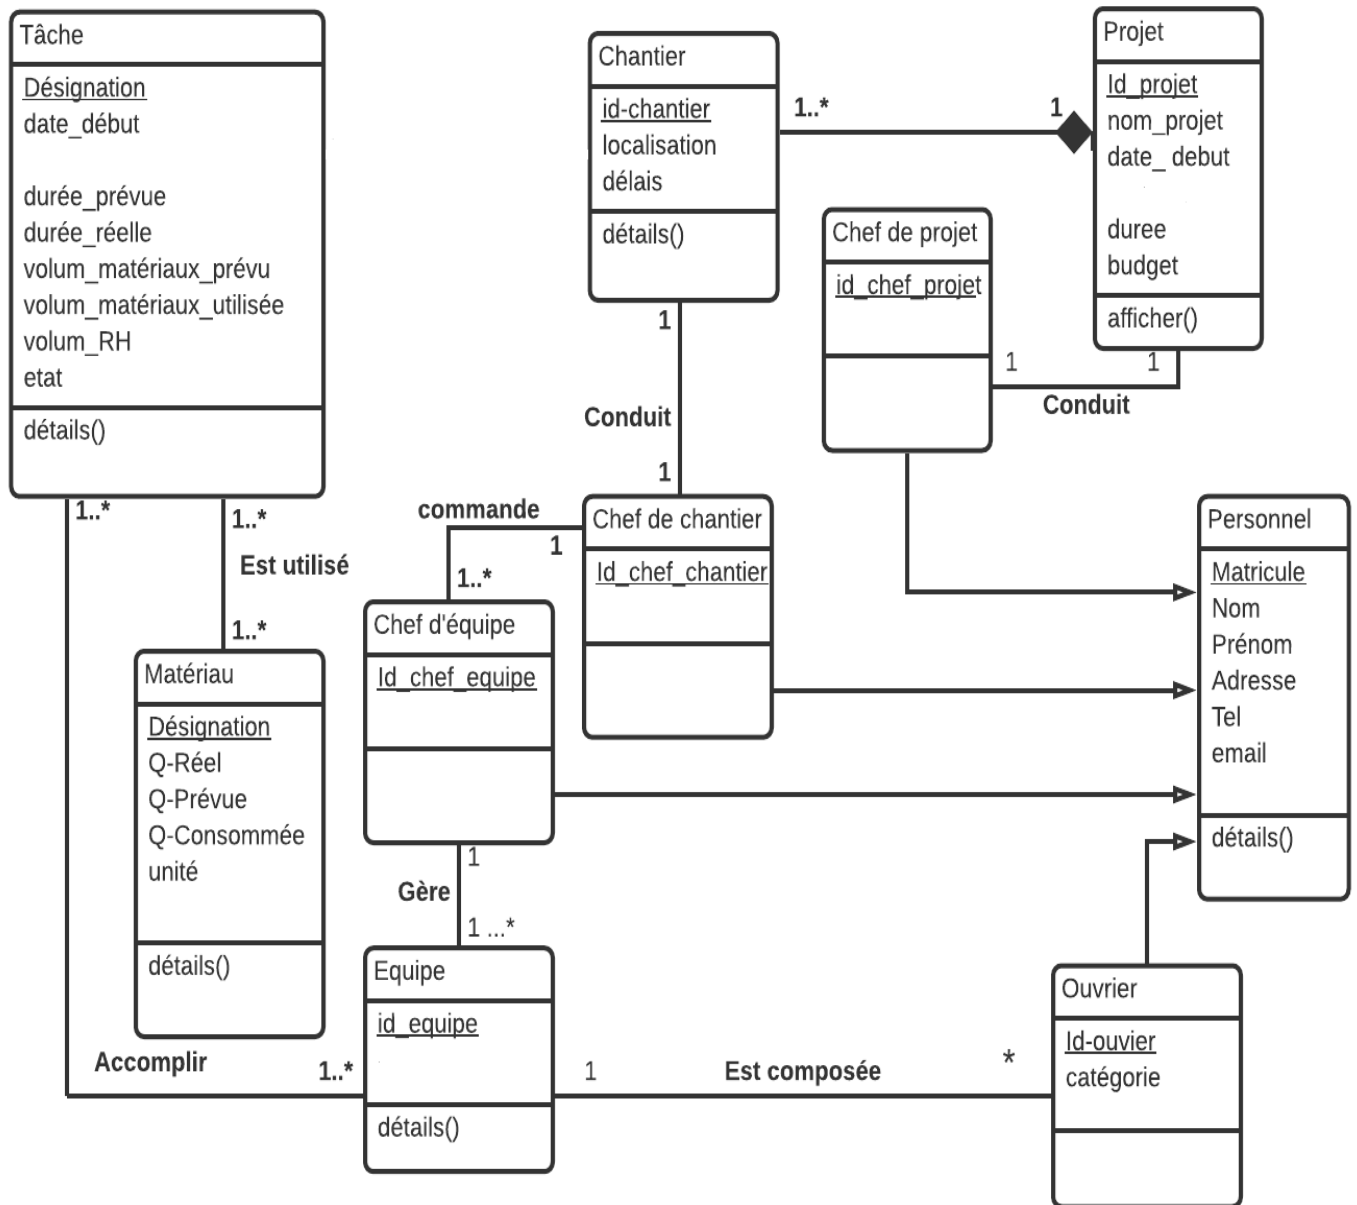 Tâche
Désignation
date_début
durée_prévue
durée_réelle
volum_matériaux_prévu
volum_matériaux_utilisée
volum_RH
etat
détails()
Chantier
id-chantier
localisation
délais
détails()
1..*
1
Projet
Id_projet
nom_projet
date_ debut
duree
budget
afficher()
Chef de projet
id_chef_projet
1
1
Conduit
1
Conduit
1
Chef de chantier
Id_chef_chantier
commande
1
1..*
Chef d'équipe
Id_chef_equipe
Personnel
Matricule
Nom
Prénom
Adresse
Tel
email
détails()
1..*
1..*
Est utilisé
1..*
Matériau
Désignation
Q-Réel
Q-Prévue
Q-Consommée
unité
détails()
1
Gère
1 ...*
Equipe
id_equipe
détails()
Accomplir
1..*
1
Est composée
*
Ouvrier
Id-ouvier
catégorie